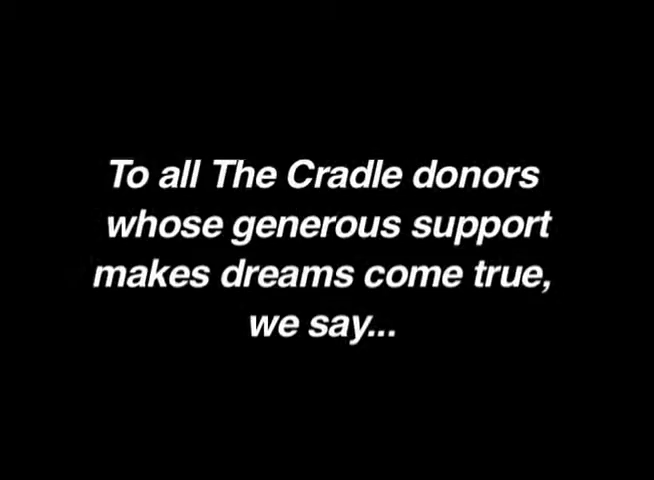 To all The Cradle donors
whose generous support
makes dreams come true,
we say...